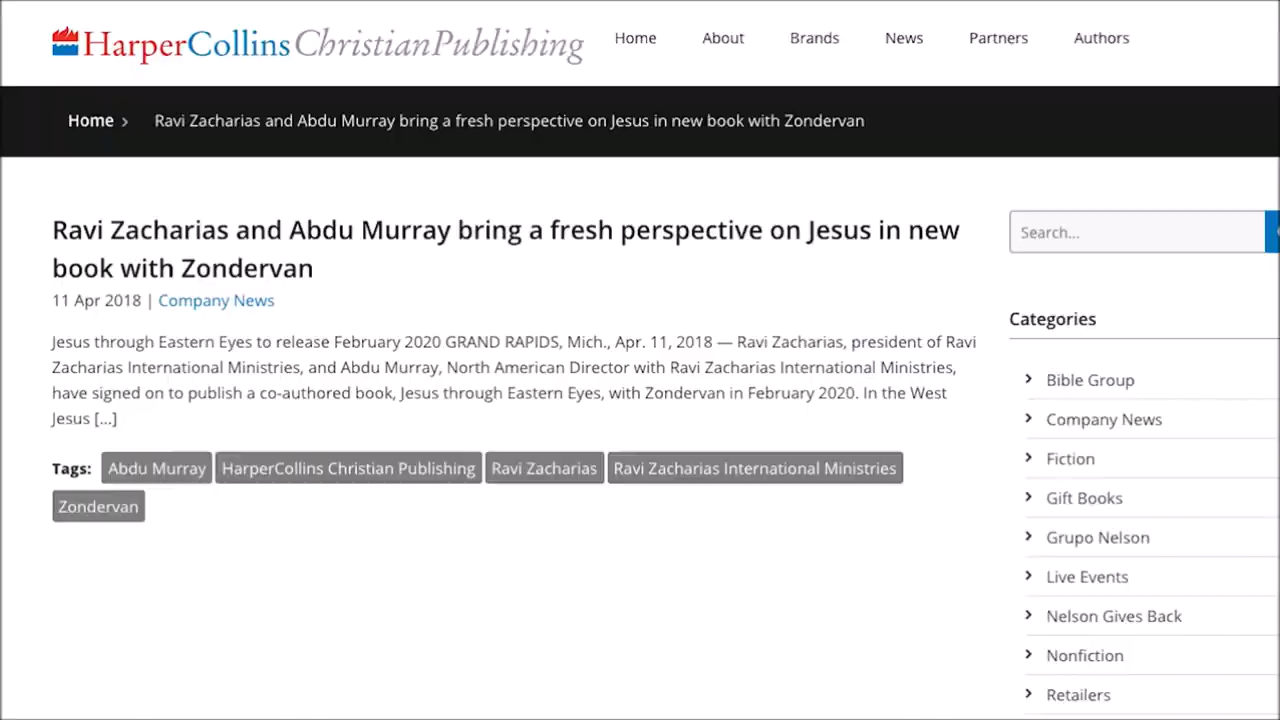 HarperCollins ChristianPublishing
Home About Brands News Partners Authors
Home › Ravi Zacharias and Abdu Murray bring a fresh perspective on Jesus in new book with Zondervan
Ravi Zacharias and Abdu Murray bring a fresh perspective on Jesus in new
book with Zondervan
11 Apr 2018 | Company News
Jesus through Eastern Eyes to release February 2020 GRAND RAPIDS, Mich., Apr. 11, 2018 — Ravi Zacharias, president of Ravi
Zacharias International Ministries, and Abdu Murray, North American Director with Ravi Zacharias International Ministries,
have signed on to publish a co-authored book, Jesus through Eastern Eyes, with Zondervan in February 2020. In the West
Jesus [...]
Tags: Abdu Murray HarperCollins Christian Publishing Ravi Zacharias Ravi Zacharias International Ministries
Zondervan
Search...
Categories
Bible Group
Company News
Fiction
Gift Books
Grupo Nelson
Live Events
Nelson Gives Back
Nonfiction
Retailers